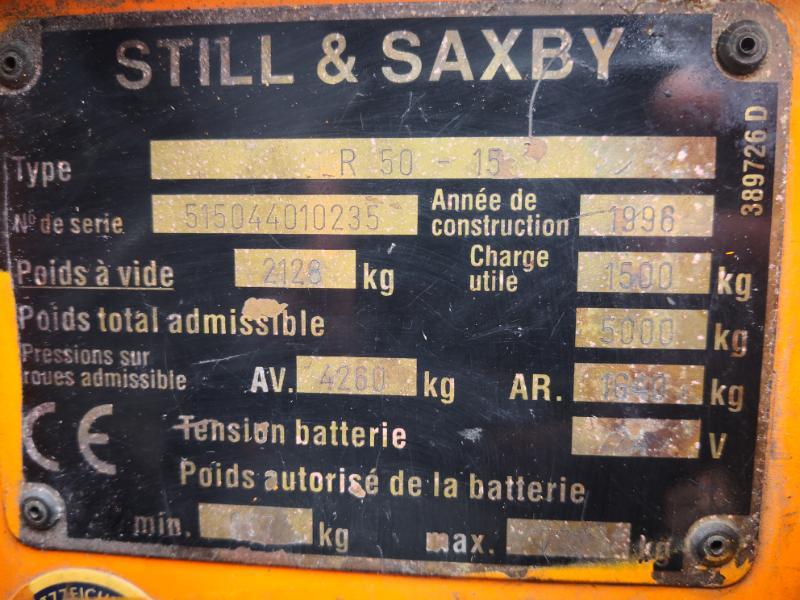 STILL & SAXBY
389726 D
Type R 50 - 15
N° de serie 515044010235 Année de construction 1996
Poids à vide 2128 kg Charge utile 1500 kg
Poids total admissible 5000 kg
Pressions sur roues admissible AV. 4260 kg AR. kg
CE
Tension batterie V
Poids autorisé de la batterie
min. kg max. kg